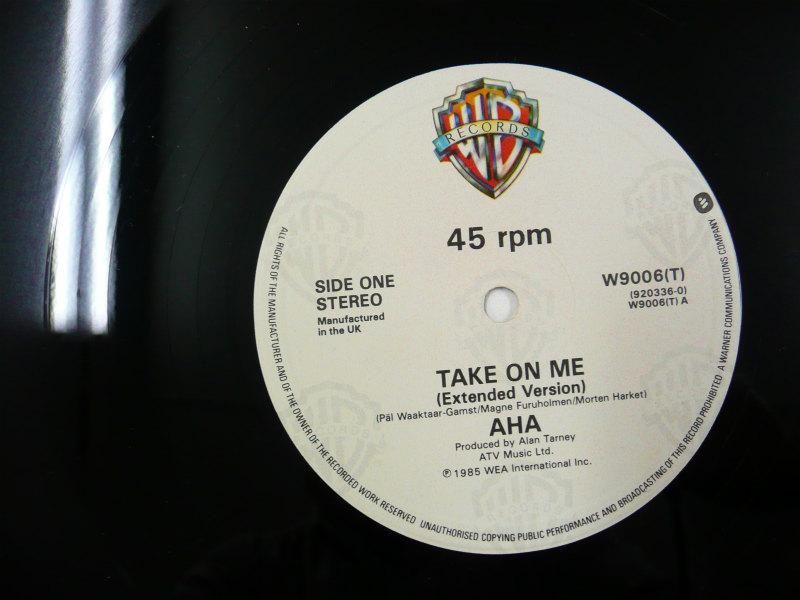 WB
RECORDS
45 rpm
SIDE ONE
STEREO
Manufactured
in the UK
W9006(T)
(920336-0)
W9006(T) A
TAKE ON ME
(Extended Version)
(Päl Waaktaar-Gamst/Magne Furuholmen/Morten Harket)
AHA
Produced by Alan Tarney
ATV Music Ltd.
℗ 1985 WEA International Inc.
ALL RIGHTS OF THE MANUFACTURER AND OF THE OWNER OF THE RECORDED WORK RESERVED UNAUTHORISED COPYING PUBLIC PERFORMANCE AND BROADCASTING OF THIS RECORD PROHIBITED A WARNER COMMUNICATIONS COMPANY